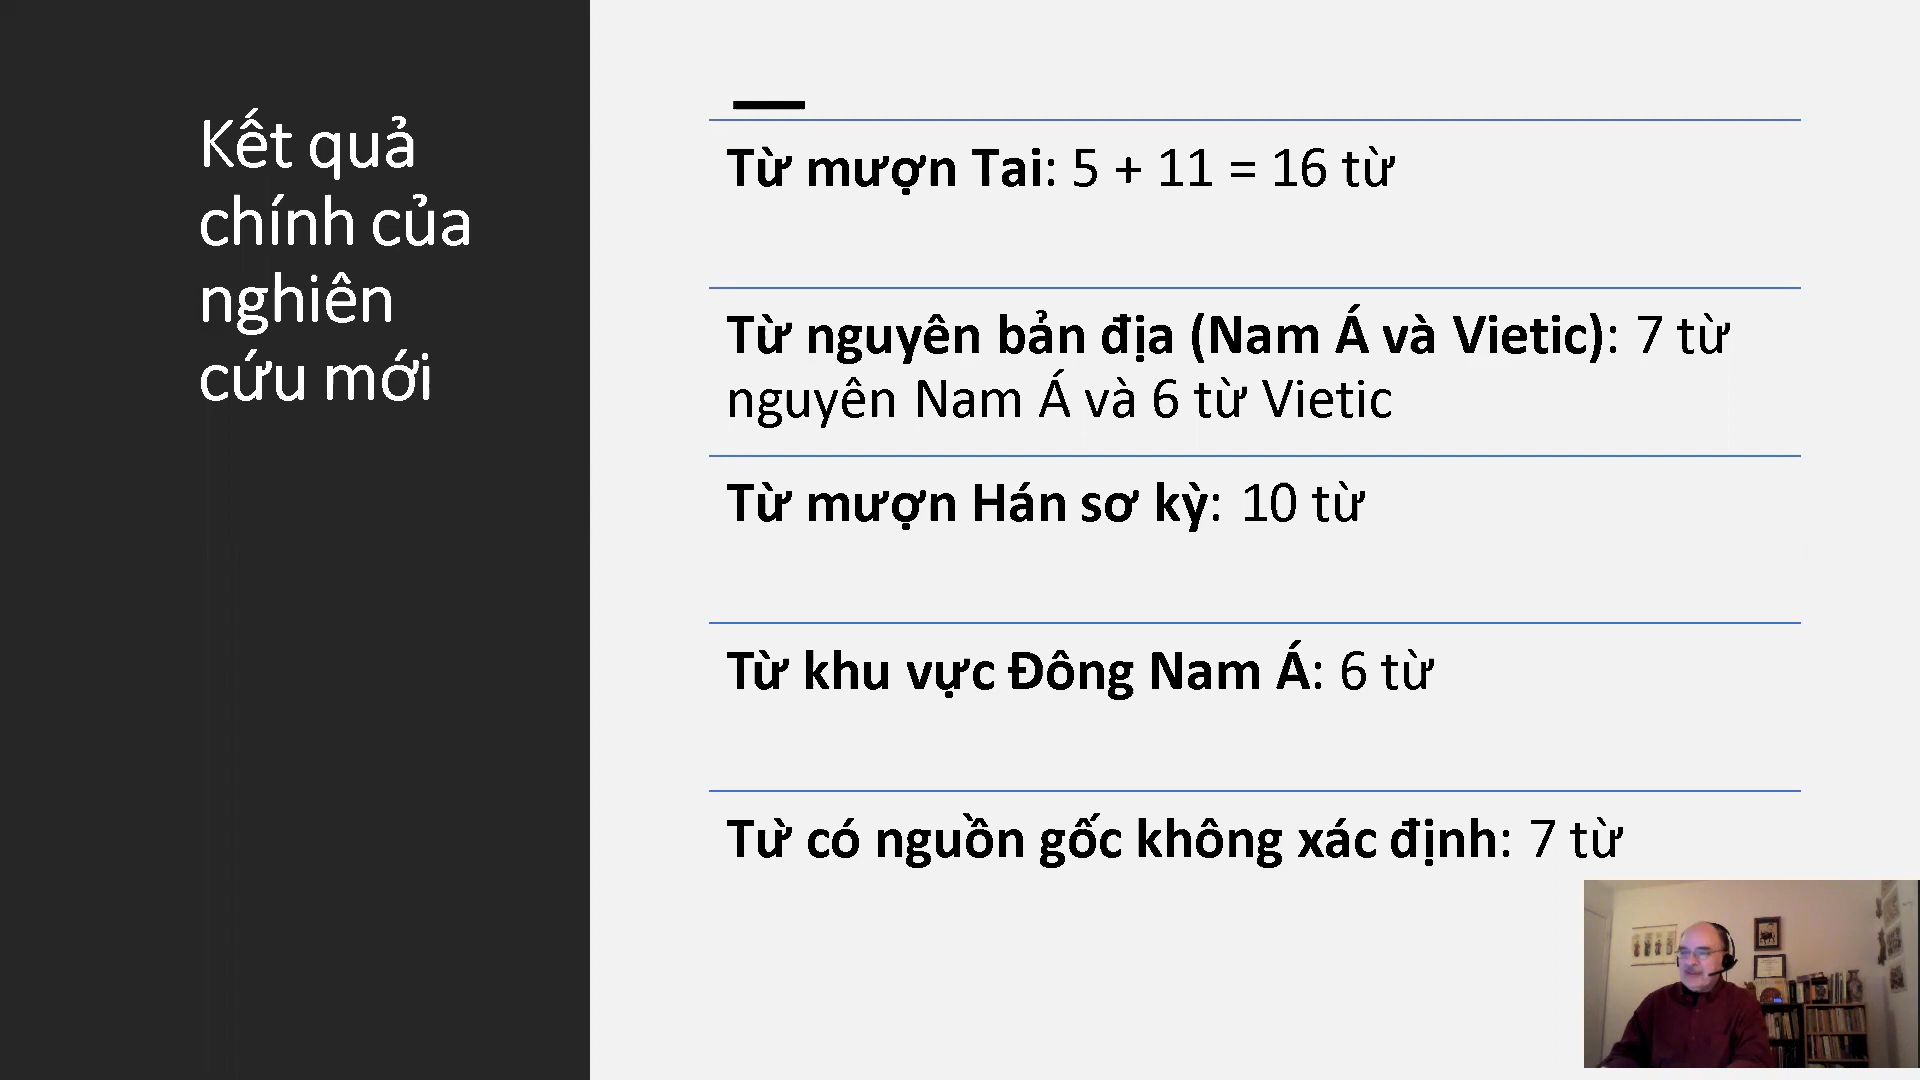 Kết quả
chính của
nghiên
cứu mới
Từ mượn Tai: 5 + 11 = 16 từ
Từ nguyên bản địa (Nam Á và Vietic): 7 từ
nguyên Nam Á và 6 từ Vietic
Từ mượn Hán sơ kỳ: 10 từ
Từ khu vực Đông Nam Á: 6 từ
Từ có nguồn gốc không xác định: 7 từ